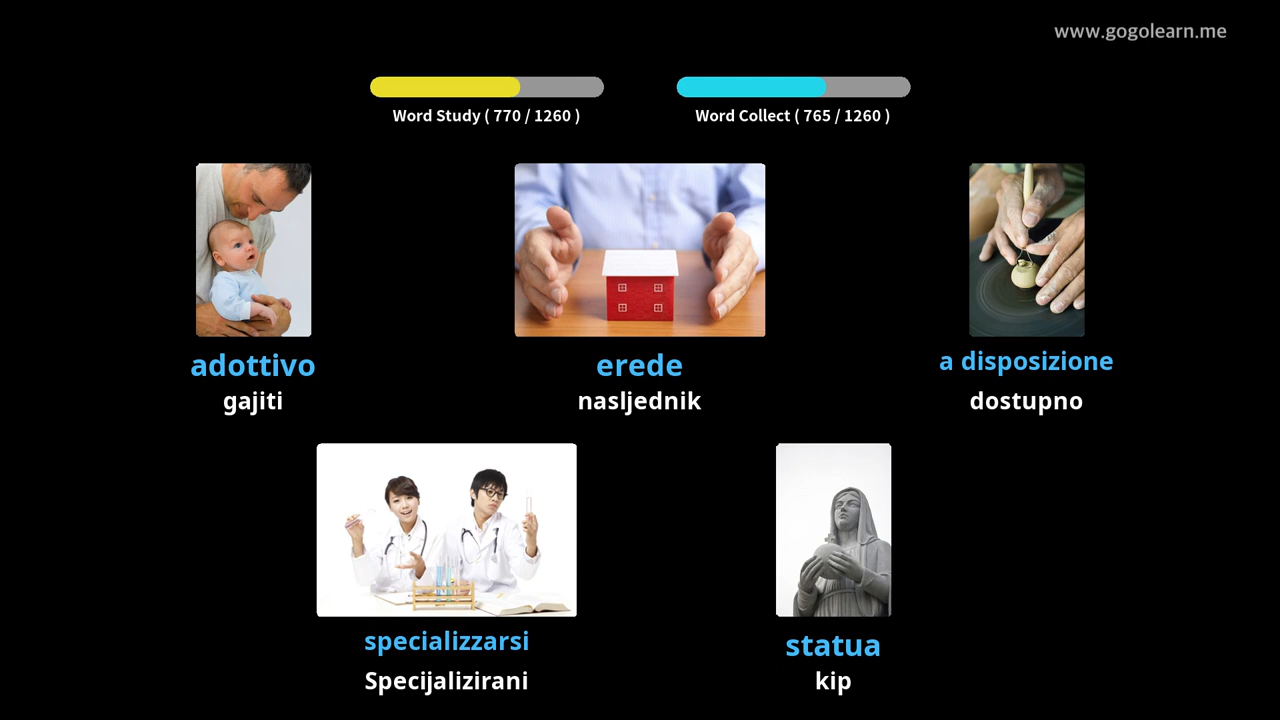 www.gogolearn.me
Word Study ( 770 / 1260 )
Word Collect ( 765 / 1260 )
adottivo
gajiti
erede
nasljednik
a disposizione
dostupno
specializzarsi
Specijalizirani
statua
kip